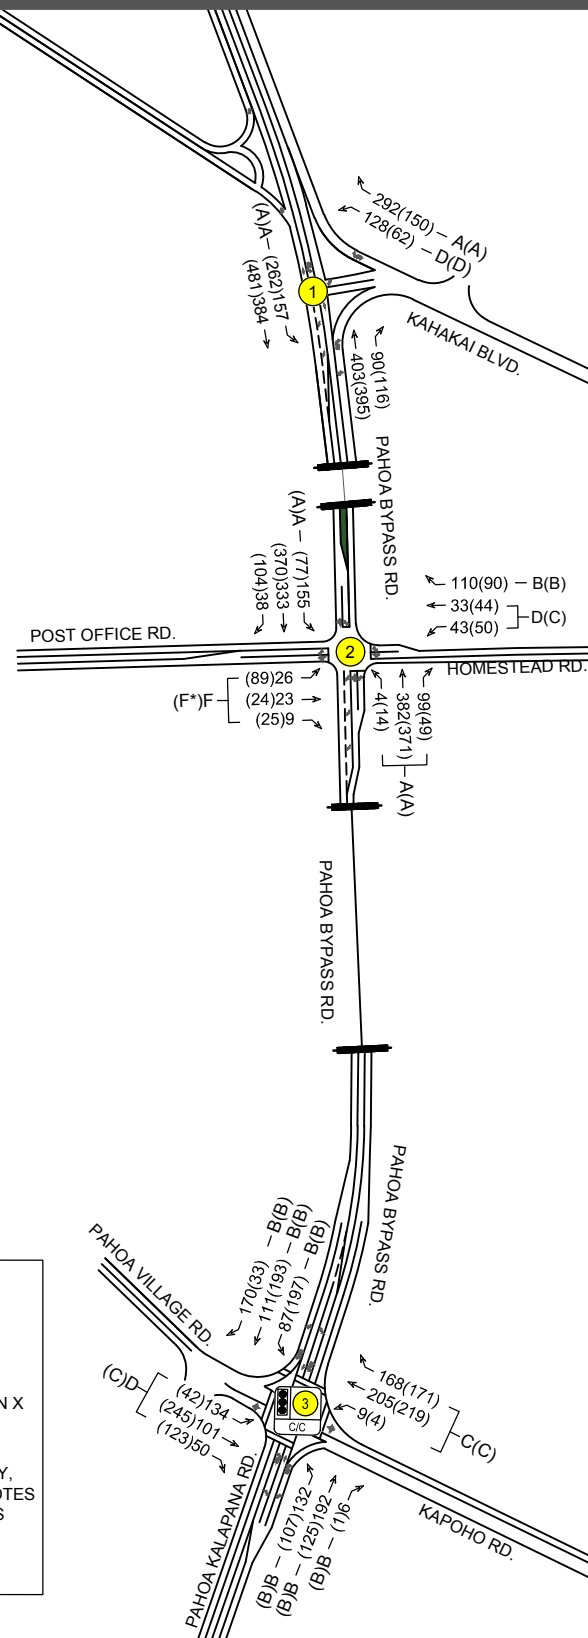 292(150) – A(A)
128(62) – D(D)
(A)A – (262)157
(481)384
1
KAHAKAI BLVD.
90(116)
403(395)
PAHOA BYPASS RD.
(A)A – (77)155
(370)333
(104)38
110(90) – B(B)
33(44)
43(50)
D(C)
POST OFFICE RD.
2
HOMESTEAD RD.
(89)26
(24)23
(25)9
(F*)F
4(14)
382(371)
99(49)
A(A)
PAHOA BYPASS RD.
PAHOA BYPASS RD.
170(33) – B(B)
111(193) – B(B)
87(197) – B(B)
PAHOA VILLAGE RD.
168(171)
205(219)
9(4)
C(C)
(C)D
(42)134
(245)101
(123)50
3
C/C
N X
Y,
OTES
S
PAHOA KALAPANA RD.
KAPOHO RD.
(B)B – (107)132
(B)B – (125)192
(B)B – (1)6